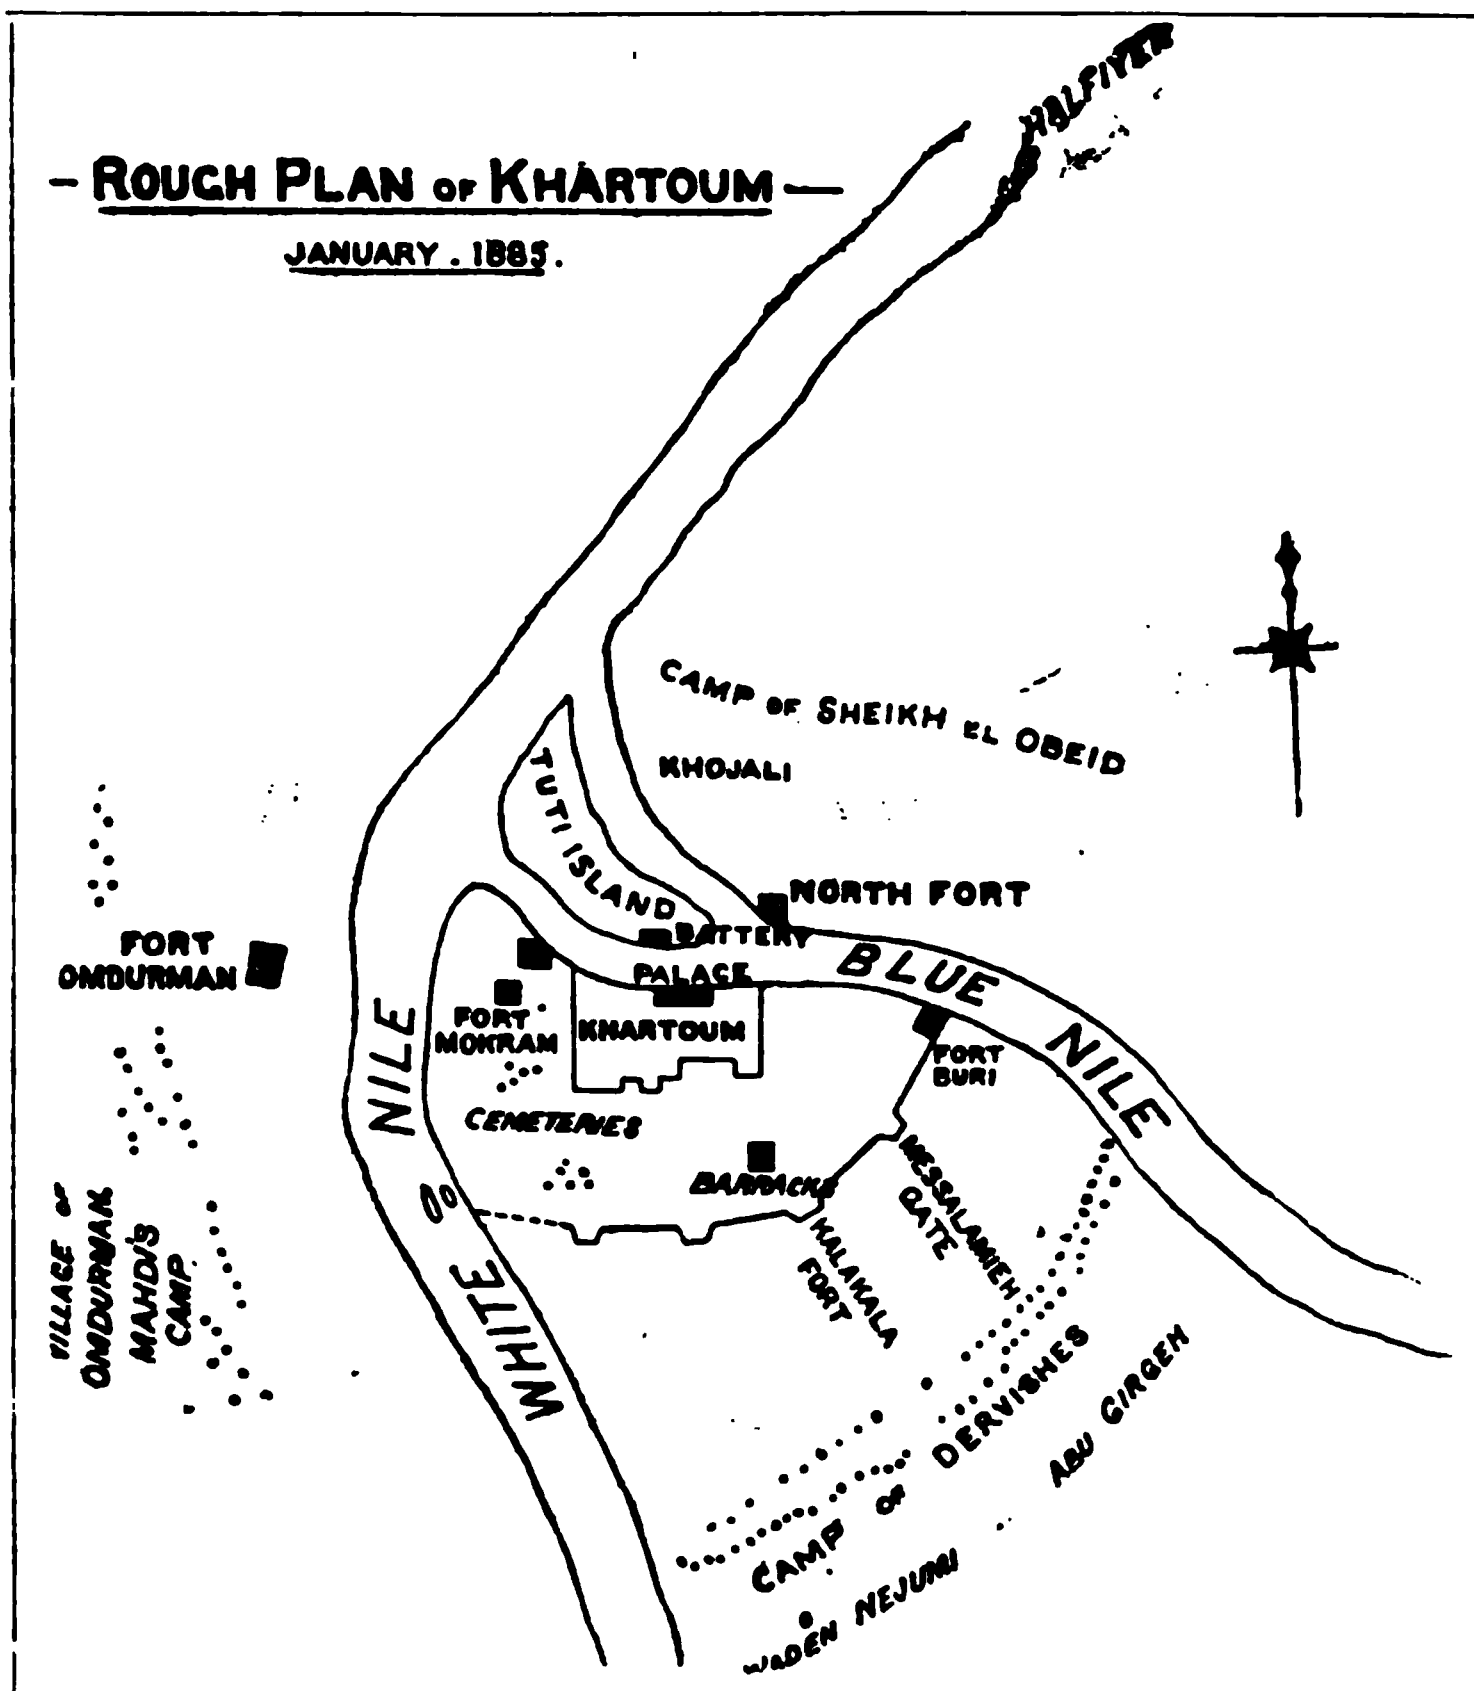 HALFIYEH
- ROUGH PLAN OF KHARTOUM -
JANUARY. 1885.
CAMP OF SHEIKH EL OBEID
KHOJALI
TUTI ISLAND
NORTH FORT
BATTERY
FORT
OMDURMAN
PALACE
BLUE NILE
FORT
MOKRAM
KHARTOUM
FORT
BURI
CEMETERIES
BARRACKS
MESSALAMIEH
GATE
KALAKALA
FORT
WHITE NILE
VILLAGE OF
OMDURMAN
MAHDI'S
CAMP
CAMP OF DERVISHES
WADEN NEJUMI
ABU GIRGEH